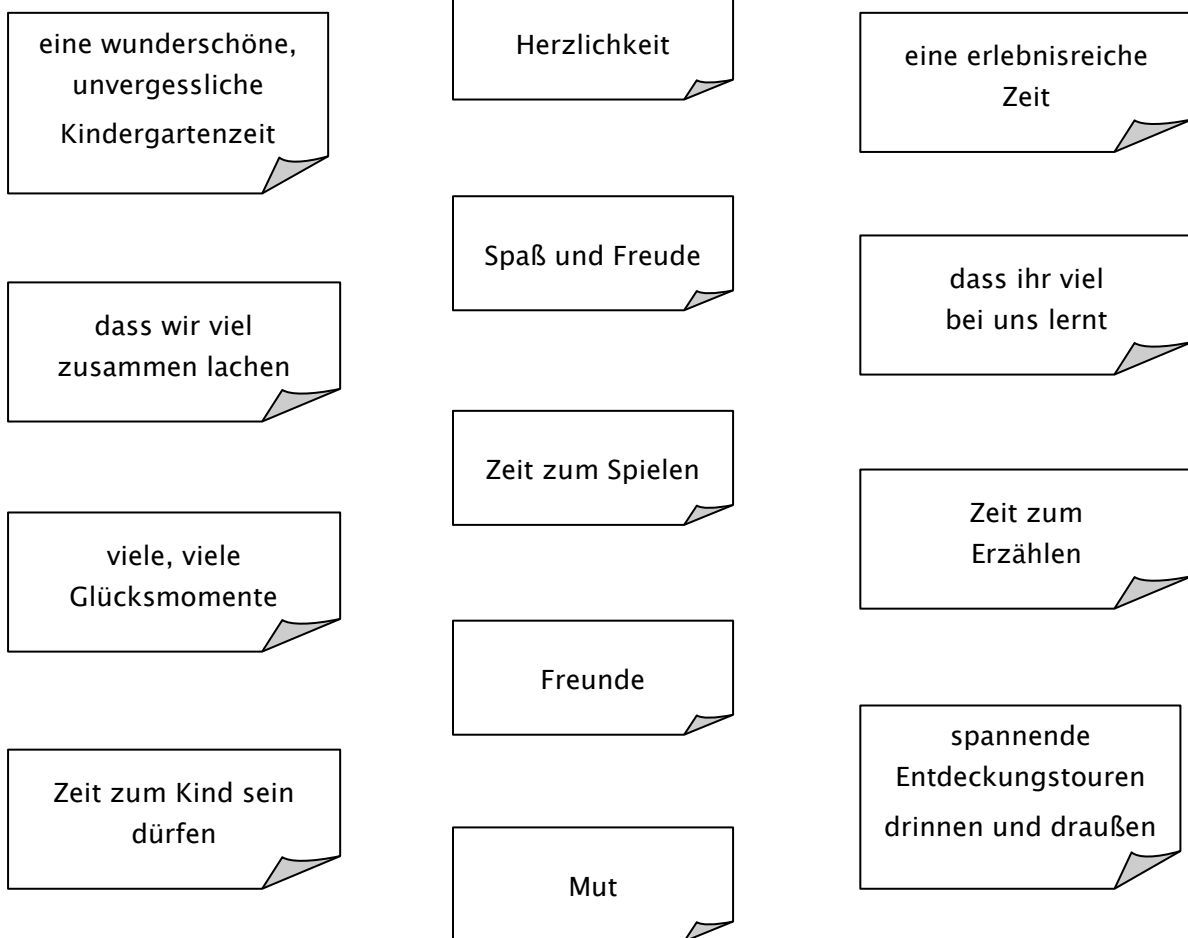 eine wunderschöne,
unvergessliche
Kindergartenzeit
dass wir viel
zusammen lachen
viele, viele
Glücksmomente
Zeit zum Kind sein
dürfen
Herzlichkeit
Spaß und Freude
Zeit zum Spielen
Freunde
Mut
eine erlebnisreiche
Zeit
dass ihr viel
bei uns lernt
Zeit zum
Erzählen
spannende
Entdeckungstouren
drinnen und draußen